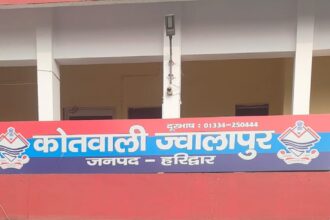 दूरभाष : 01334-250444
कोतवाली ज्वालापुर
जनपद - हरिद्वार